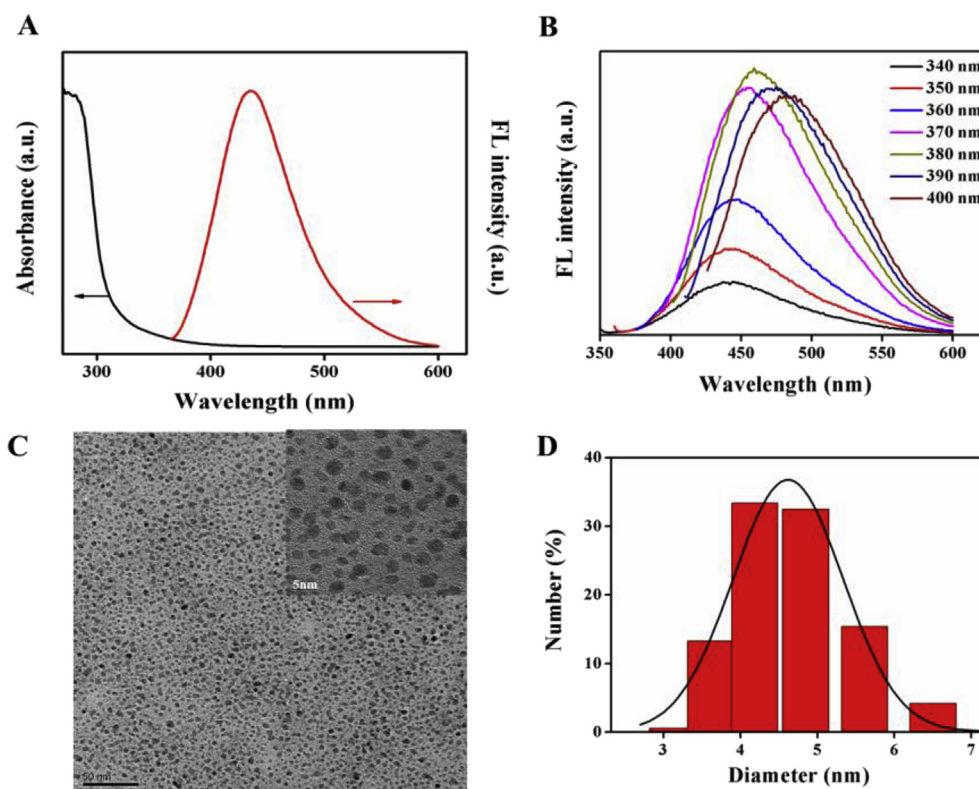 A
Absorbance (a.u.)
FL intensity (a.u.)
300
400
500
600
Wavelength (nm)
B
FL intensity (a.u.)
340 nm
350 nm
360 nm
370 nm
380 nm
390 nm
400 nm
350
400
450
500
550
600
Wavelength (nm)
C
5nm
50 nm
D
Number (%)
40
30
20
10
0
3
4
5
6
7
Diameter (nm)